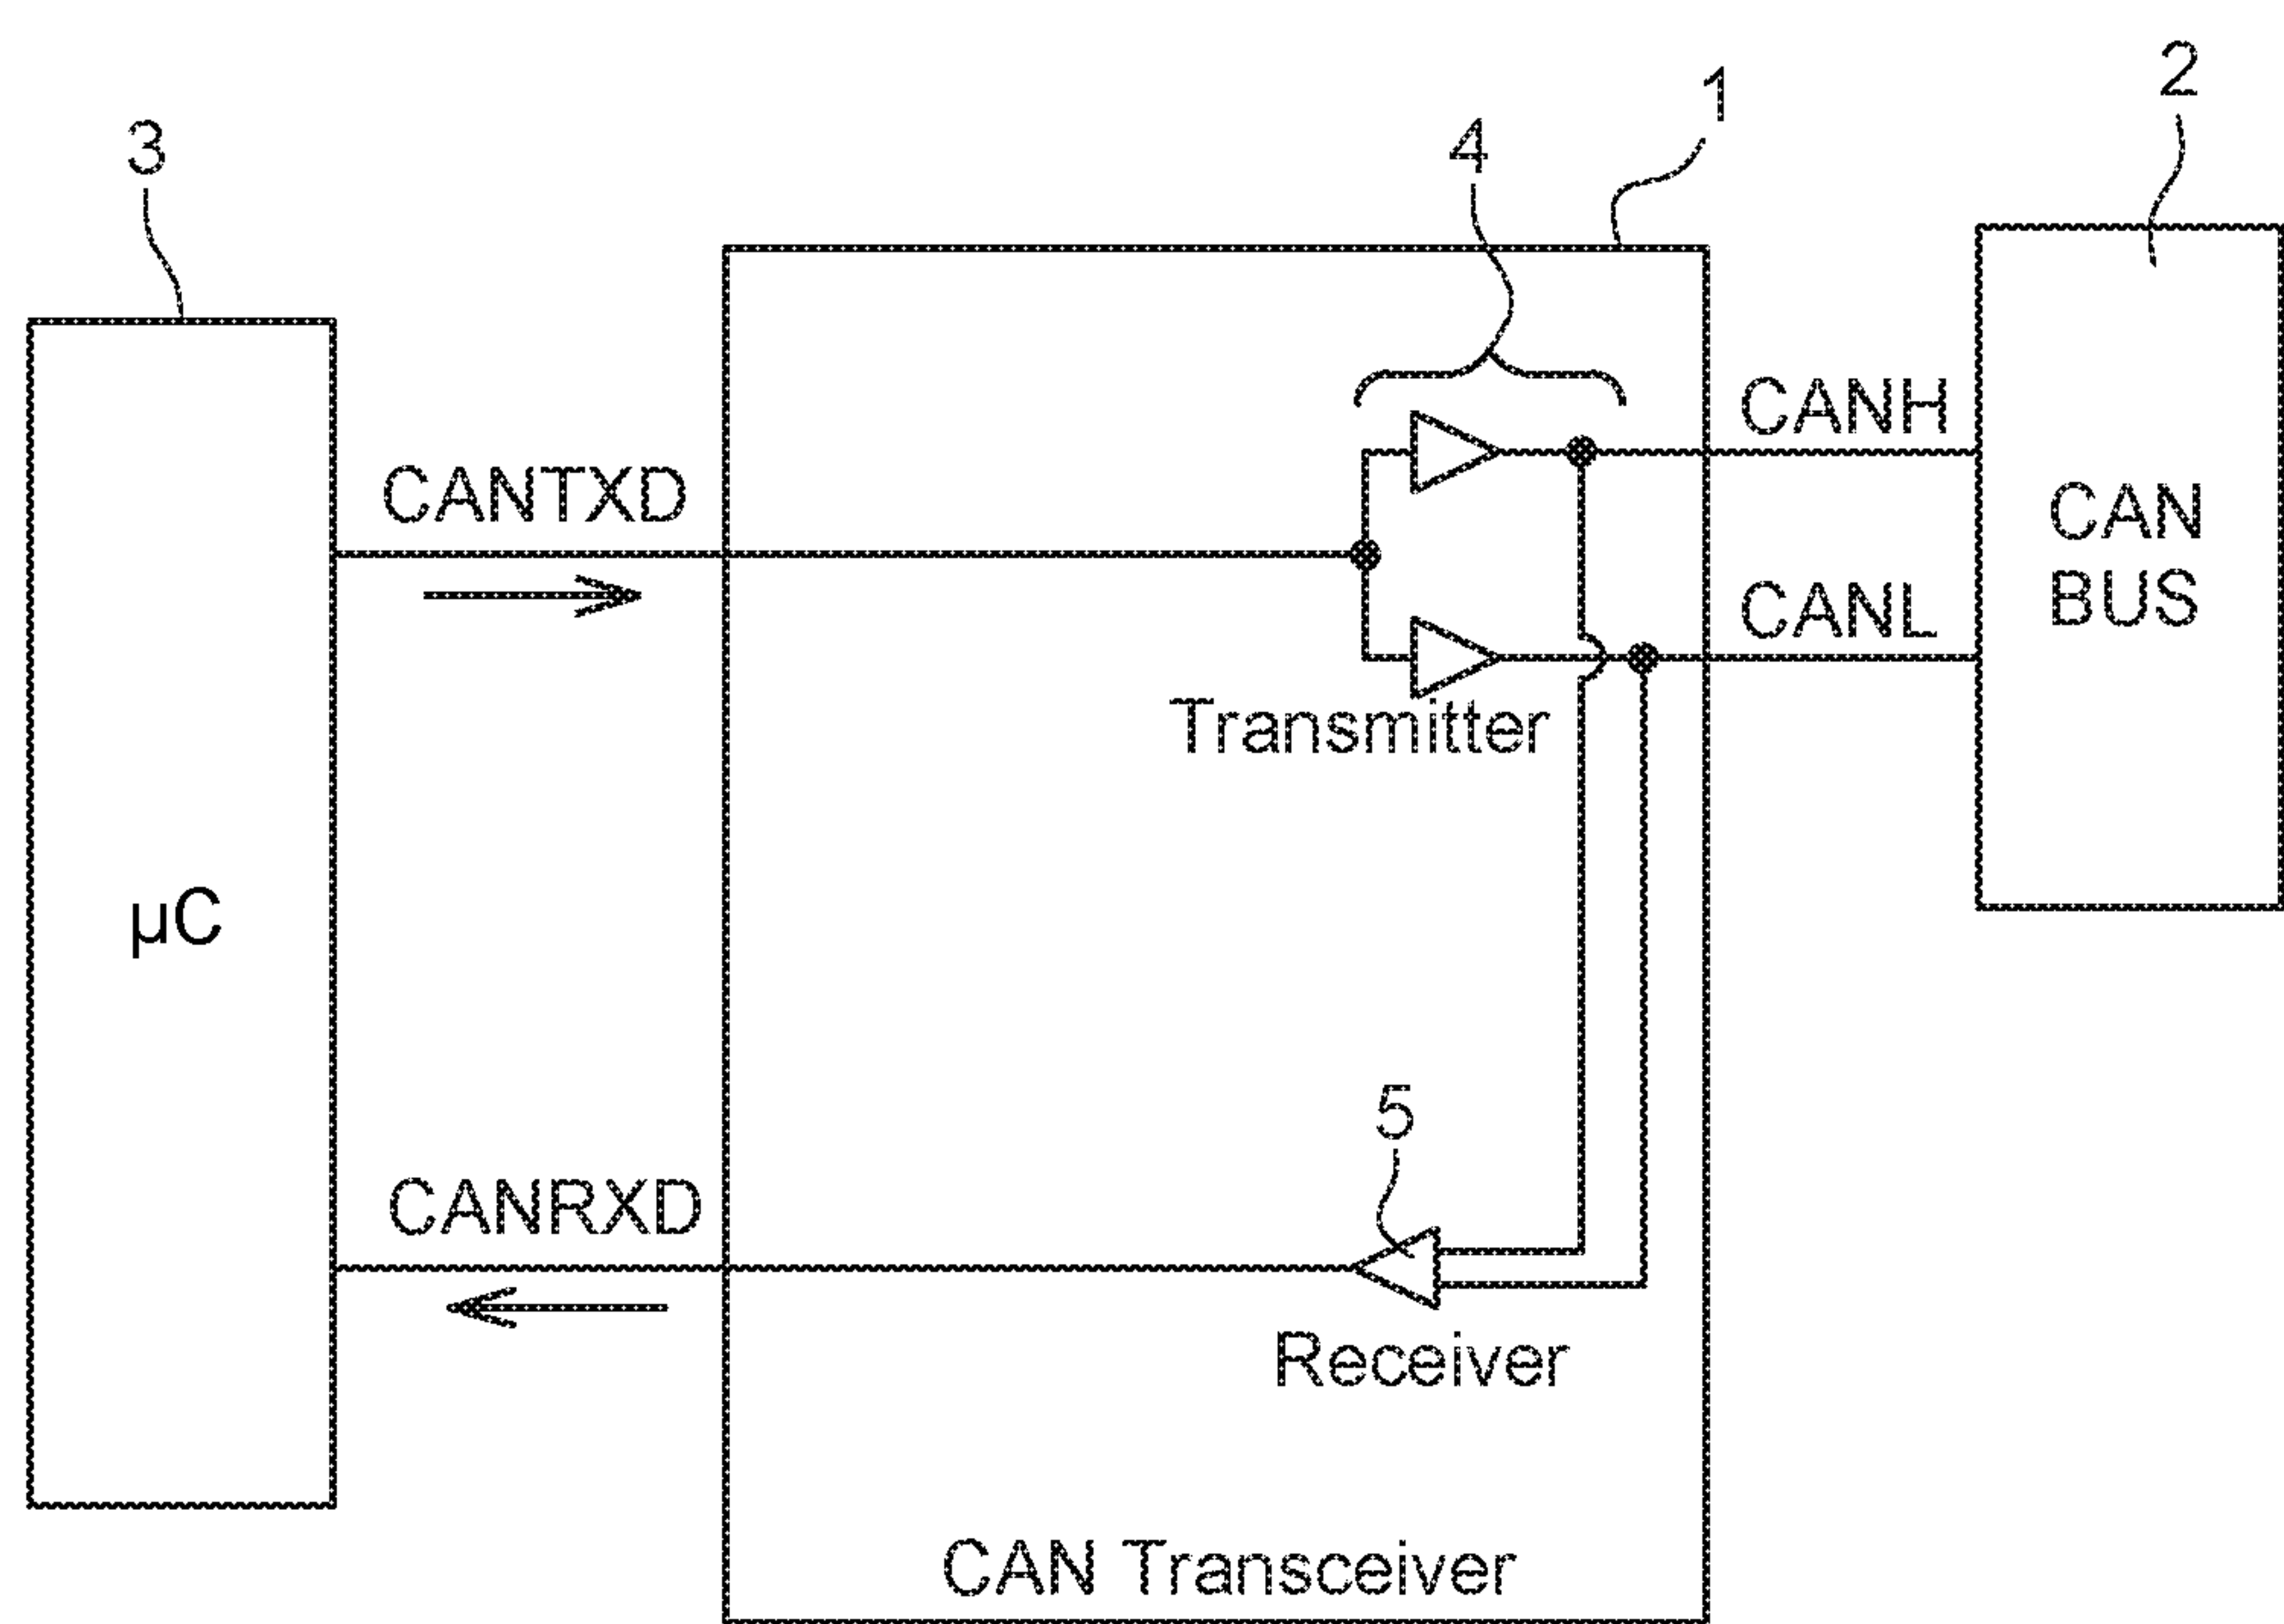 2
1
3
4
CANH
CANTXD
CAN
BUS
CANL
Transmitter
µC
5
CANRXD
Receiver
CAN Transceiver